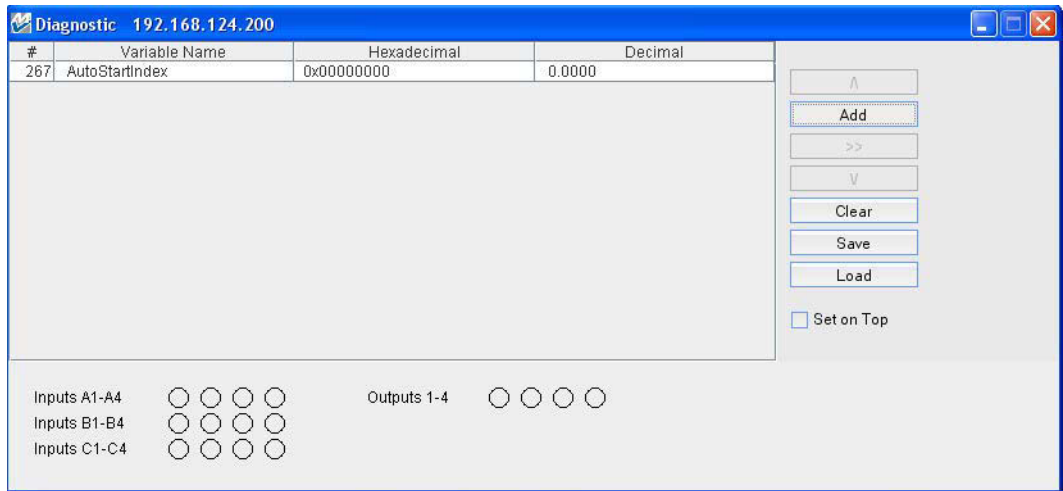 Diagnostic 192.168.124.200
# Variable Name Hexadecimal Decimal
267 AutoStartIndex 0x00000000 0.0000
Λ
Add
>>
V
Clear
Save
Load
Set on Top
Inputs A1-A4 Outputs 1-4
Inputs B1-B4
Inputs C1-C4